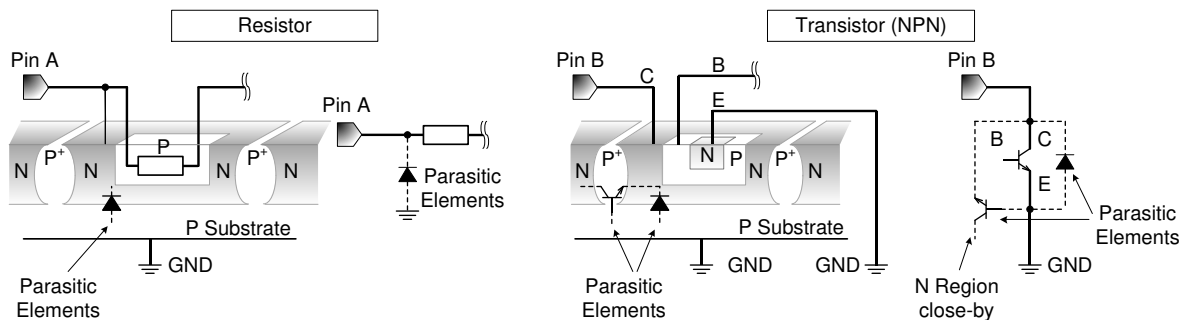 Resistor
Pin A
N
P+
N
P
P+
N
N
P Substrate
GND
Parasitic
Elements
Pin A
Parasitic
Elements
Transistor (NPN)
Pin B
C
B
E
N
P+
N
N
P
P+
N
N
P Substrate
GND
GND
Parasitic
Elements
Pin B
B
C
E
Parasitic
Elements
GND
N Region
close-by